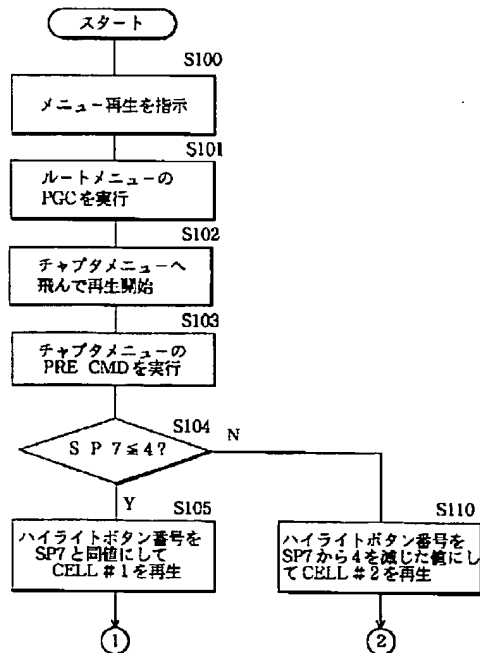 スタート
S100
メニュー再生を指示
S101
ルートメニューの
PGCを実行
S102
チャプタメニューへ
飛んで再生開始
S103
チャプタメニューの
PRE CMDを実行
S104
SP7≦4?
N
Y
S105
ハイライトボタン番号を
SP7と同値にして
CELL#1を再生
S110
ハイライトボタン番号を
SP7から4を減じた値にし
てCELL#2を再生
1
2